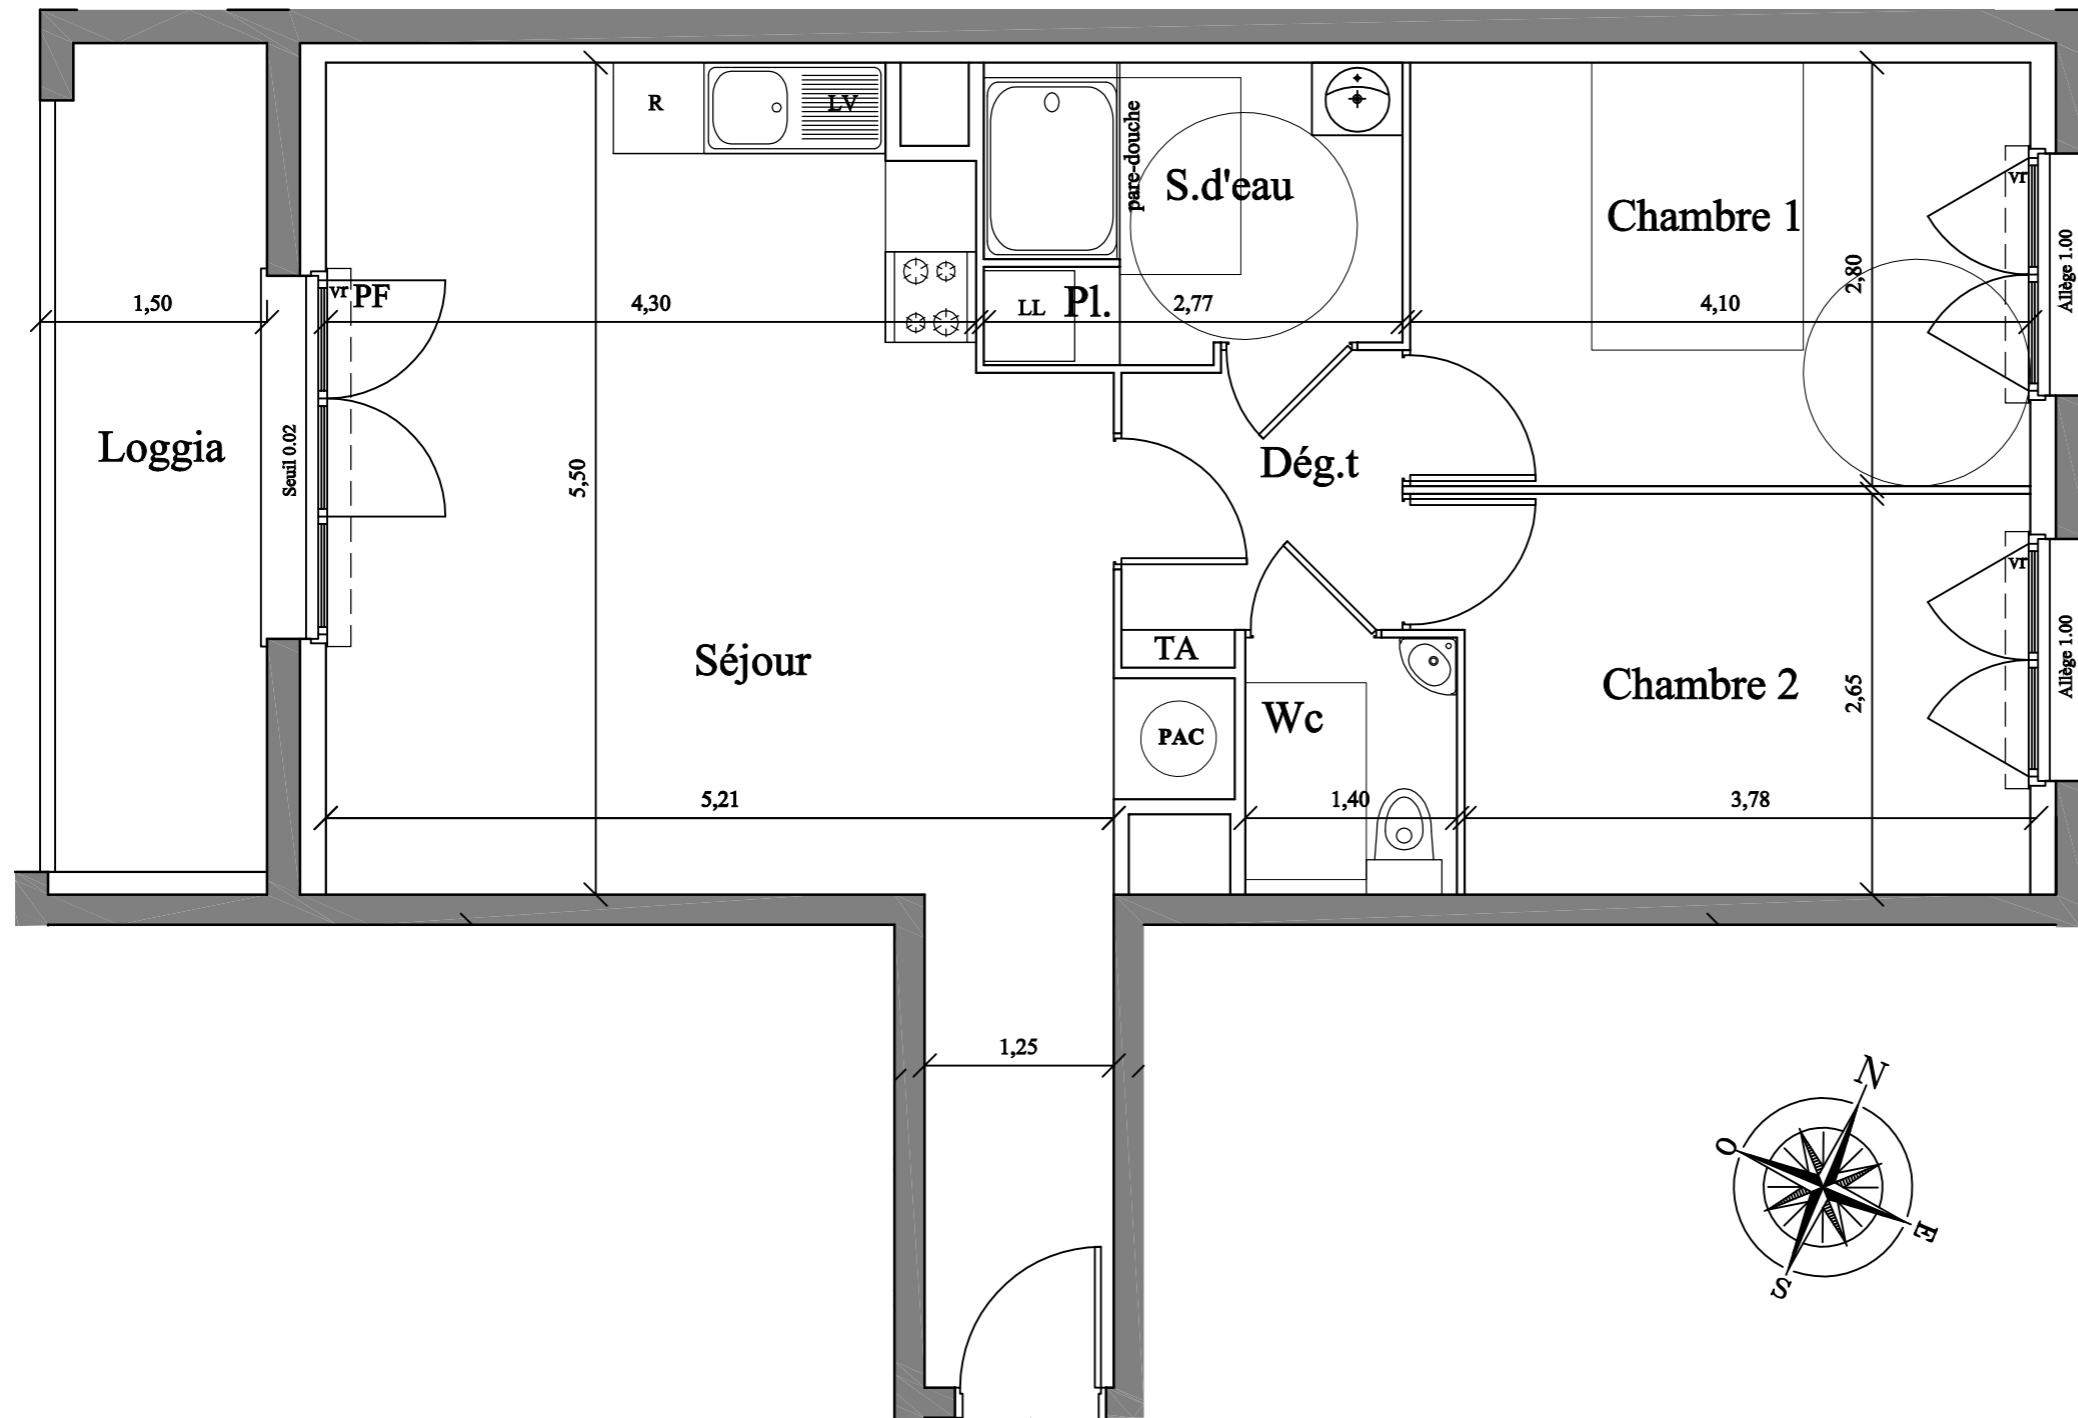 R
LV
pare-douche
S.d'eau
Chambre 1
vr
Allège 1.00
2,80
1,50
vr PF
4,30
LL
Pl.
2,77
4,10
Loggia
Seuil 0.02
5,50
Dég.t
vr
Allège 1.00
Séjour
TA
Chambre 2
2,65
Wc
PAC
5,21
1,40
3,78
1,25
N
O
E
S